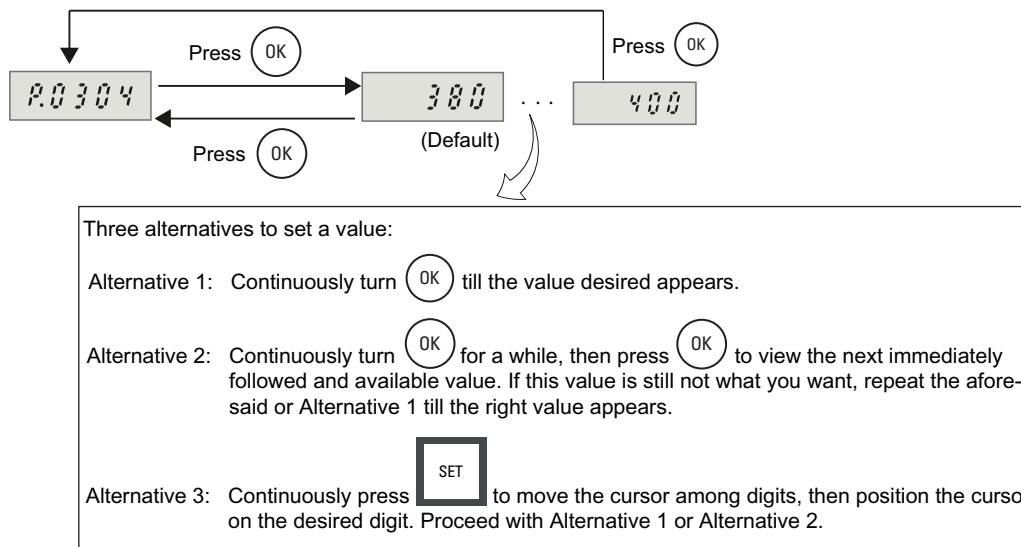 Press OK
Press OK
P.0304
380
. . .
400
(Default)
Press OK
Three alternatives to set a value:
Alternative 1: Continuously turn OK till the value desired appears.
Alternative 2: Continuously turn OK for a while, then press OK to view the next immediately
followed and available value. If this value is still not what you want, repeat the afore-
said or Alternative 1 till the right value appears.
SET
Alternative 3: Continuously press to move the cursor among digits, then position the curso
on the desired digit. Proceed with Alternative 1 or Alternative 2.